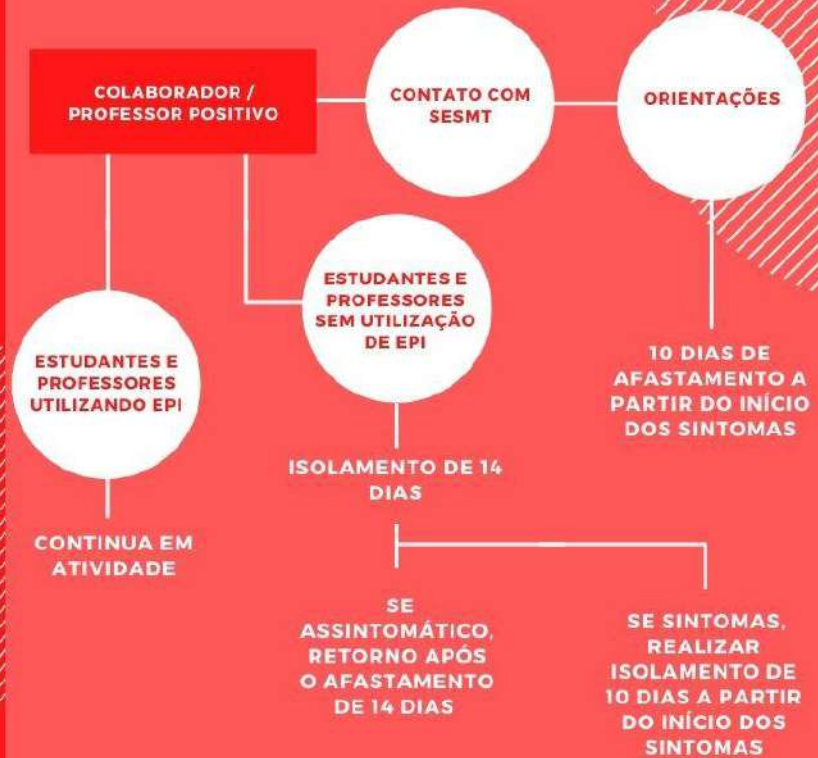 COLABORADOR /
PROFESSOR POSITIVO
CONTATO COM
SESMT
ORIENTAÇÕES
ESTUDANTES E
PROFESSORES
SEM UTILIZAÇÃO
DE EPI
ESTUDANTES E
PROFESSORES
UTILIZANDO EPI
10 DIAS DE
AFASTAMENTO A
PARTIR DO INÍCIO
DOS SINTOMAS
ISOLAMENTO DE 14
DIAS
CONTINUA EM
ATIVIDADE
SE
ASSINTOMÁTICO,
RETORNO APÓS
O AFASTAMENTO
DE 14 DIAS
SE SINTOMAS,
REALIZAR
ISOLAMENTO DE
10 DIAS A PARTIR
DO INÍCIO DOS
SINTOMAS